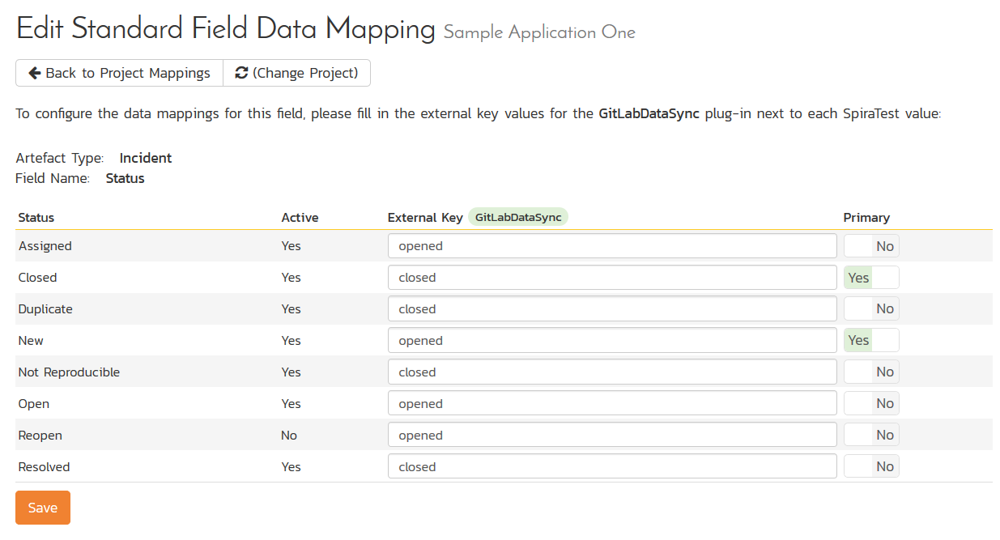 Edit Standard Field Data Mapping Sample Application One
Back to Project Mappings (Change Project)
To configure the data mappings for this field, please fill in the external key values for the GitLabDataSync plug-in next to each SpiraTest value:
Artefact Type: Incident
Field Name: Status
Status Active External Key GitLabDataSync Primary
Assigned Yes opened No
Closed Yes closed Yes
Duplicate Yes closed No
New Yes opened Yes
Not Reproducible Yes closed No
Open Yes opened No
Reopen No opened No
Resolved Yes closed No
Save